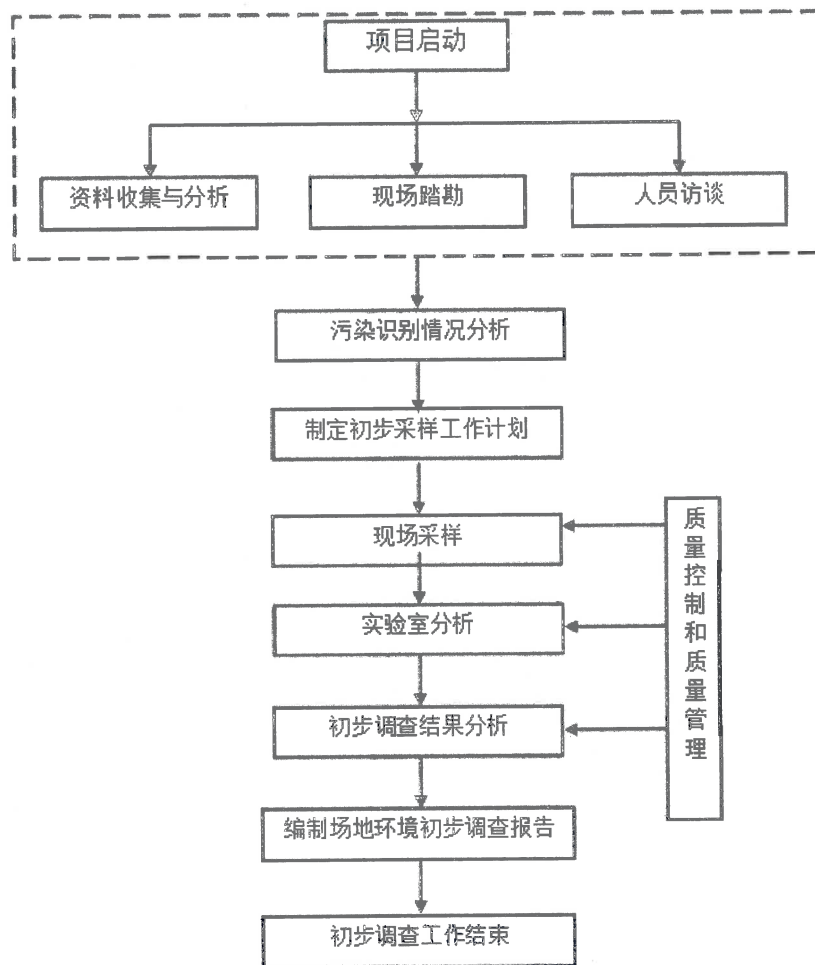 项目启动
资料收集与分析
现场踏勘
人员访谈
污染识别情况分析
制定初步采样工作计划
现场采样
实验室分析
初步调查结果分析
质量控制和质量管理
编制场地环境初步调查报告
初步调查工作结束